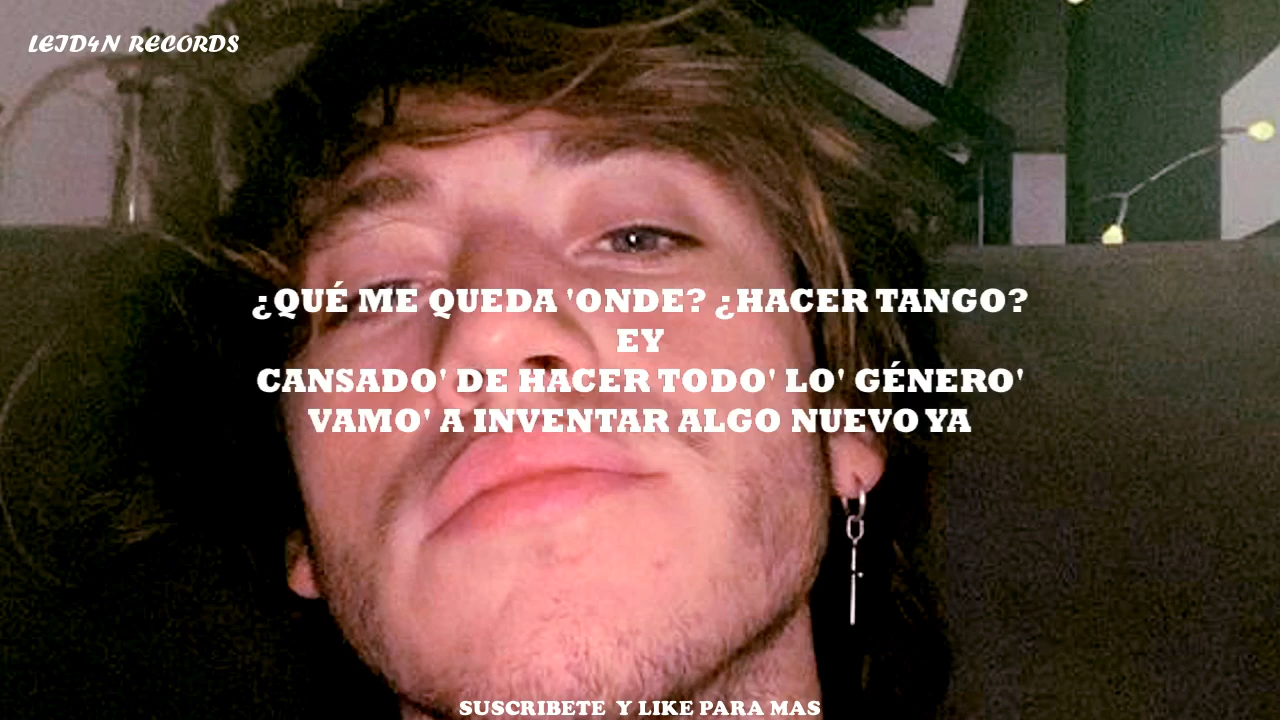 LEJD4N RECORDS
¿QUÉ ME QUEDA 'ONDE? ¿HACER TANGO?
EY
CANSADO' DE HACER TODO' LO' GÉNERO'
VAMO' A INVENTAR ALGO NUEVO YA
SUSCRIBETE Y LIKE PARA MAS